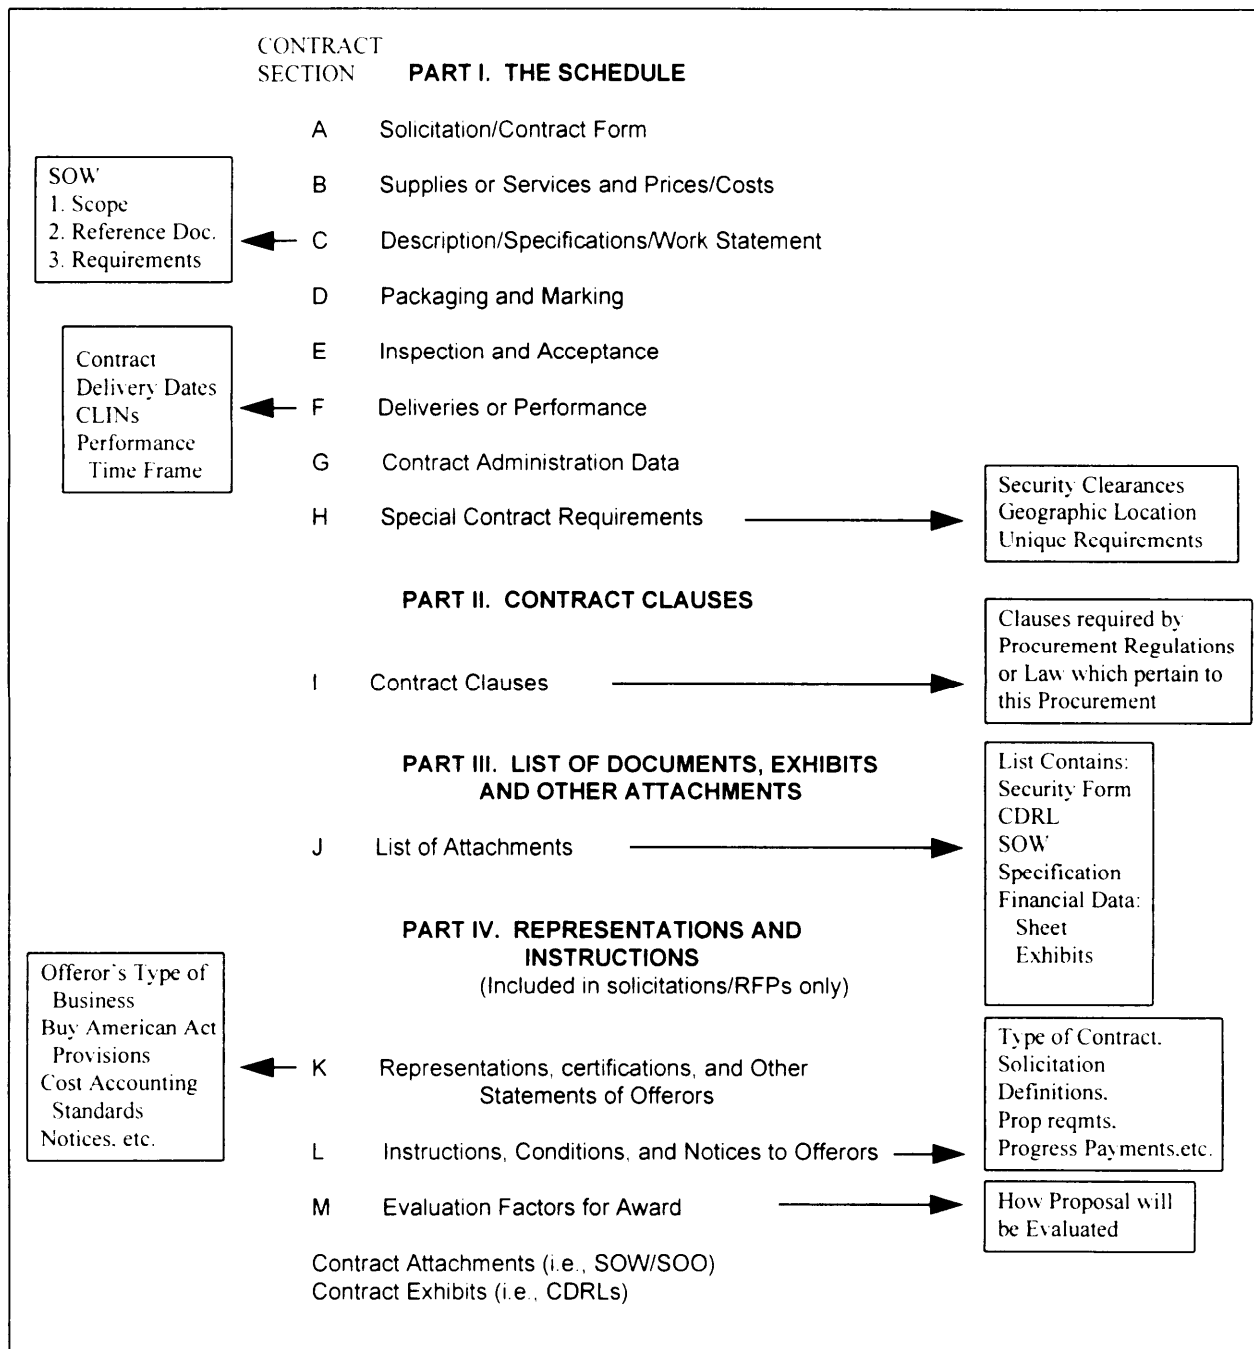 CONTRACT
SECTION PART I. THE SCHEDULE
A Solicitation/Contract Form
SOW
1. Scope
2. Reference Doc.
3. Requirements
B Supplies or Services and Prices/Costs
C Description/Specifications/Work Statement
D Packaging and Marking
Contract
Delivery Dates
CLINs
Performance
Time Frame
E Inspection and Acceptance
F Deliveries or Performance
G Contract Administration Data
H Special Contract Requirements
Security Clearances
Geographic Location
Unique Requirements
PART II. CONTRACT CLAUSES
I Contract Clauses
Clauses required by
Procurement Regulations
or Law which pertain to
this Procurement
PART III. LIST OF DOCUMENTS, EXHIBITS
AND OTHER ATTACHMENTS
J List of Attachments
List Contains:
Security Form
CDRL
SOW
Specification
Financial Data:
Sheet
Exhibits
PART IV. REPRESENTATIONS AND
INSTRUCTIONS
(Included in solicitations/RFPs only)
Offeror's Type of
Business
Buy American Act
Provisions
Cost Accounting
Standards
Notices, etc.
K Representations, certifications, and Other
Statements of Offerors
L Instructions, Conditions, and Notices to Offerors
Type of Contract,
Solicitation
Definitions,
Prop reqmts,
Progress Payments,etc.
M Evaluation Factors for Award
How Proposal will
be Evaluated
Contract Attachments (i.e., SOW/SOO)
Contract Exhibits (i.e., CDRLs)